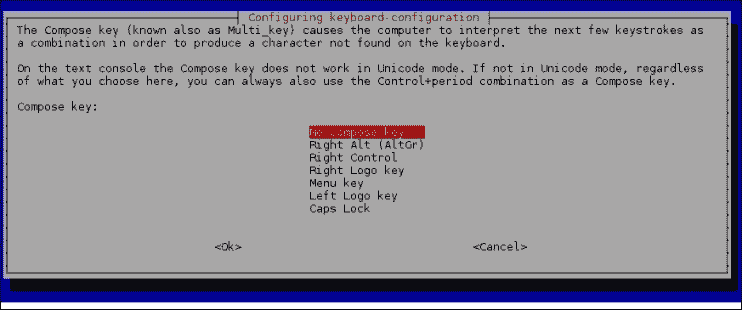 Configuring keyboard-configuration
The Compose key (known also as Multi_key) causes the computer to interpret the next few keystrokes as
a combination in order to produce a character not found on the keyboard.
On the text console the Compose key does not work in Unicode mode. If not in Unicode mode, regardless
of what you choose here, you can always also use the Control+period combination as a Compose key.
Compose key:
No compose key
Right Alt (AltGr)
Right Control
Right Logo key
Menu key
Left Logo key
Caps Lock
<Ok> <Cancel>